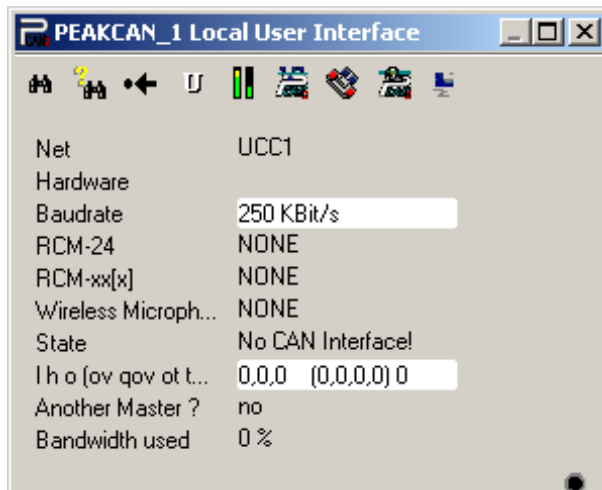 PEAKCAN_1 Local User Interface
U
Net UCC1
Hardware
Baudrate 250 KBit/s
RCM-24 NONE
RCM-xx[x] NONE
Wireless Microph... NONE
State No CAN Interface!
l h o (ov qov ot t... 0,0,0 (0,0,0,0) 0
Another Master ? no
Bandwidth used 0 %